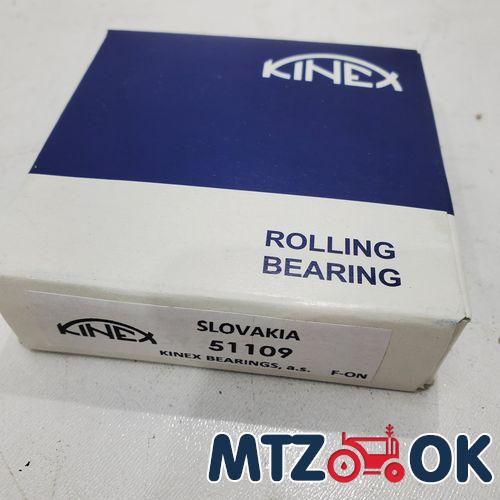 KINEX
ROLLING
BEARING
KINEX
SLOVAKIA
51109
KINEX BEARINGS, a.s.
F-ON
MTZ OK